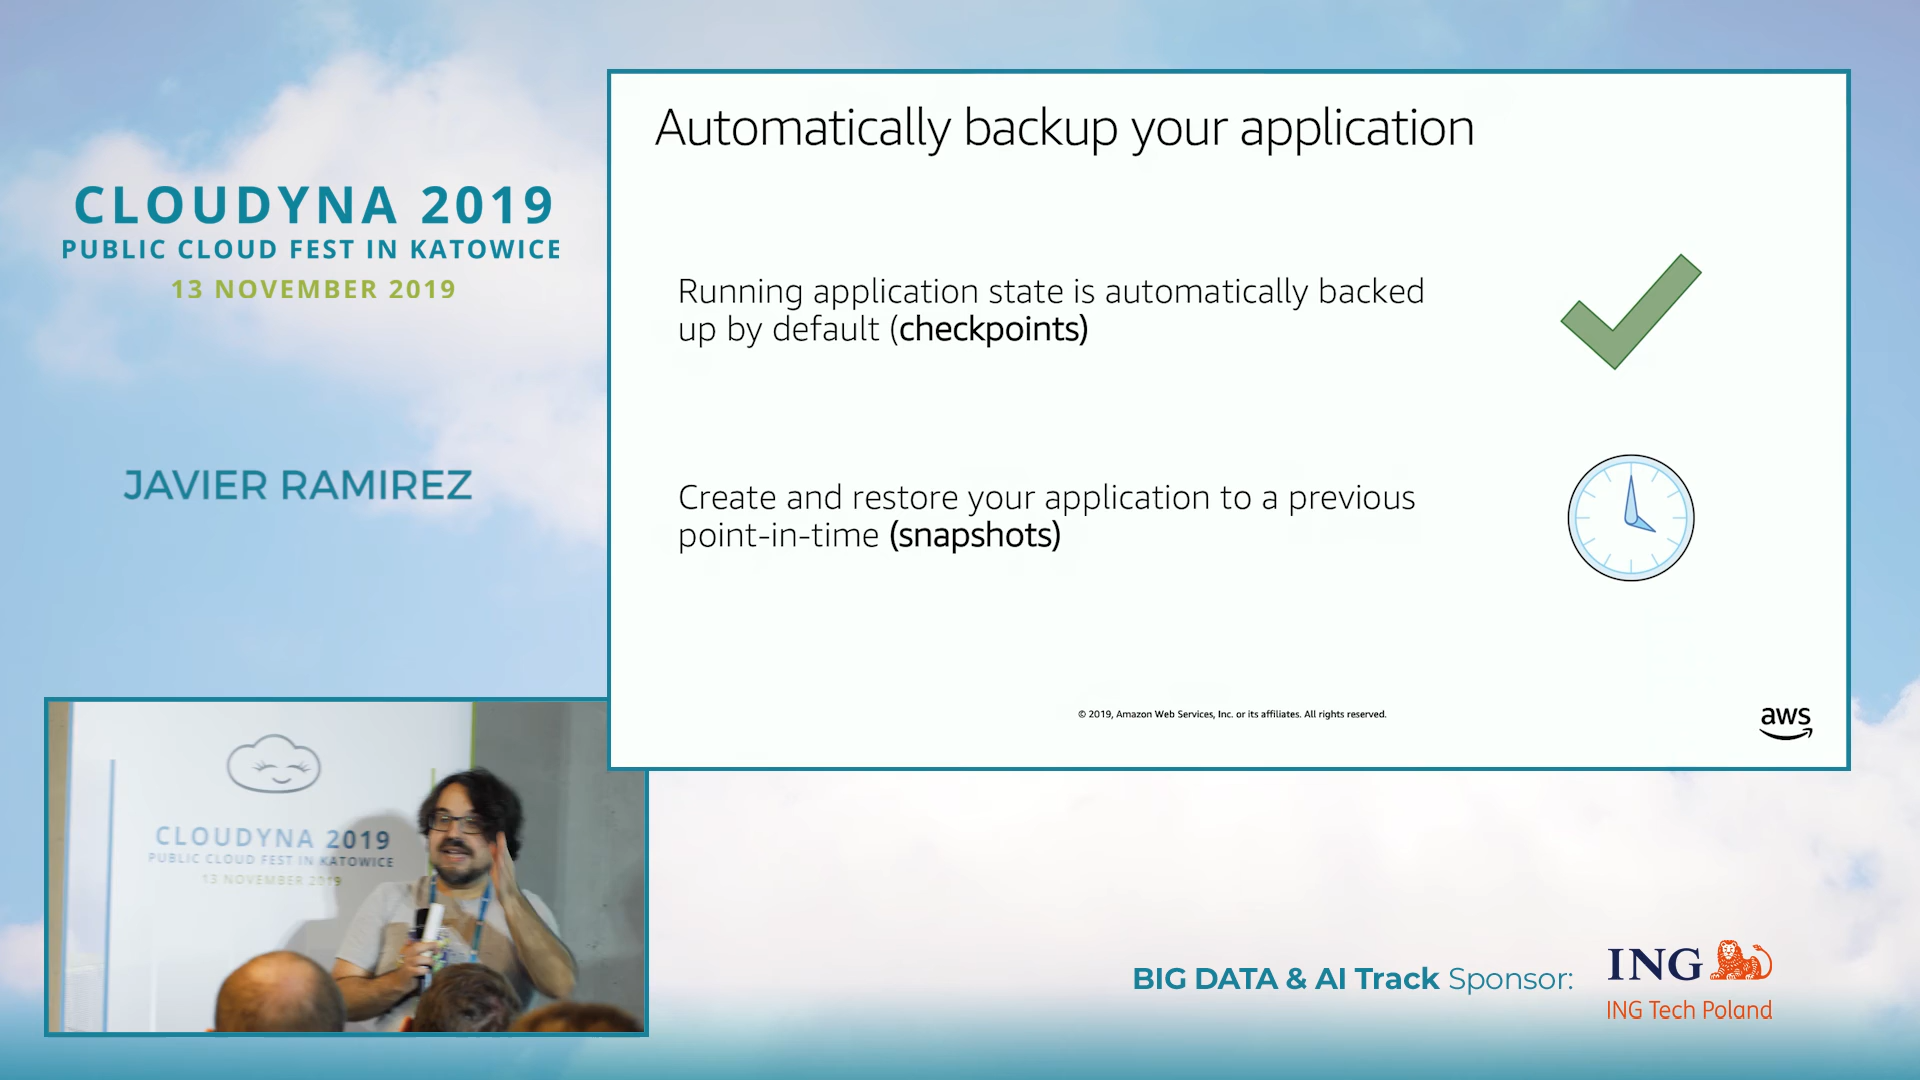 CLOUDYNA 2019
PUBLIC CLOUD FEST IN KATOWICE
13 NOVEMBER 2019
JAVIER RAMIREZ
Automatically backup your application
Running application state is automatically backed
up by default (checkpoints)
Create and restore your application to a previous
point-in-time (snapshots)
© 2019, Amazon Web Services, Inc. or its affiliates. All rights reserved.
aws
CLOUDYNA 2019
PUBLIC CLOUD FEST IN KATOWICE
13 NOVEMBER 2019
BIG DATA & AI Track Sponsor:
ING
ING Tech Poland